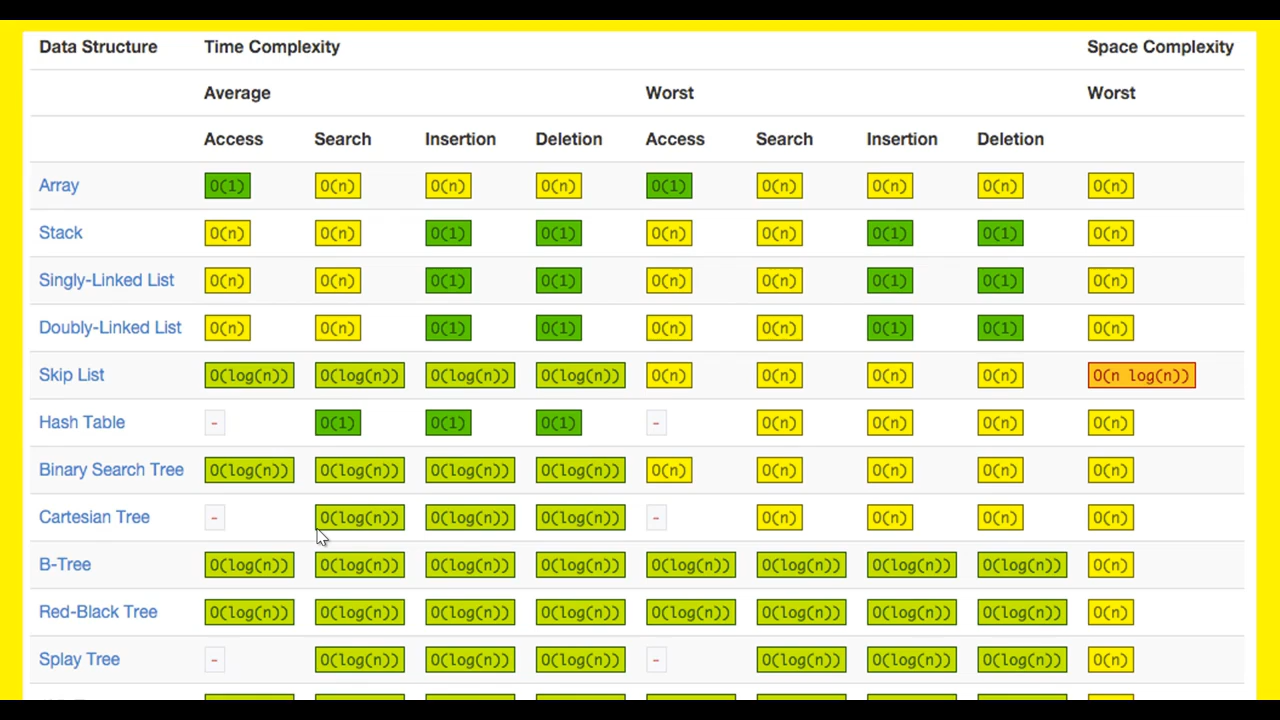 Data Structure Time Complexity Space Complexity
Average Worst Worst
Access Search Insertion Deletion Access Search Insertion Deletion
Array O(1) O(n) O(n) O(n) O(1) O(n) O(n) O(n) O(n)
Stack O(n) O(n) O(1) O(1) O(n) O(n) O(1) O(1) O(n)
Singly-Linked List O(n) O(n) O(1) O(1) O(n) O(n) O(1) O(1) O(n)
Doubly-Linked List O(n) O(n) O(1) O(1) O(n) O(n) O(1) O(1) O(n)
Skip List O(log(n)) O(log(n)) O(log(n)) O(log(n)) O(n) O(n) O(n) O(n) O(n log(n))
Hash Table - O(1) O(1) O(1) - O(n) O(n) O(n) O(n)
Binary Search Tree O(log(n)) O(log(n)) O(log(n)) O(log(n)) O(n) O(n) O(n) O(n) O(n)
Cartesian Tree - O(log(n)) O(log(n)) O(log(n)) - O(n) O(n) O(n) O(n)
B-Tree O(log(n)) O(log(n)) O(log(n)) O(log(n)) O(log(n)) O(log(n)) O(log(n)) O(log(n)) O(n)
Red-Black Tree O(log(n)) O(log(n)) O(log(n)) O(log(n)) O(log(n)) O(log(n)) O(log(n)) O(log(n)) O(n)
Splay Tree - O(log(n)) O(log(n)) O(log(n)) - O(log(n)) O(log(n)) O(log(n)) O(n)